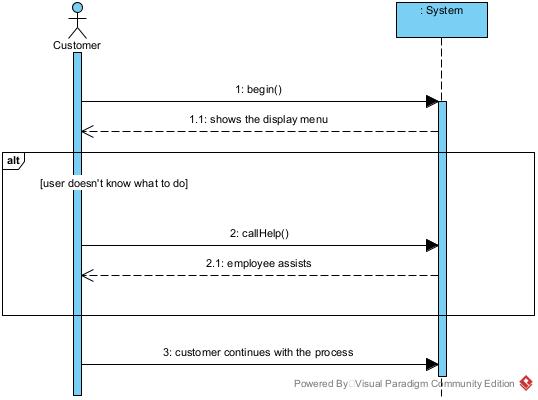 : System
Customer
1: begin()
1.1: shows the display menu
alt
[user doesn't know what to do]
2: callHelp()
2.1: employee assists
3: customer continues with the process
Powered By Visual Paradigm Community Edition